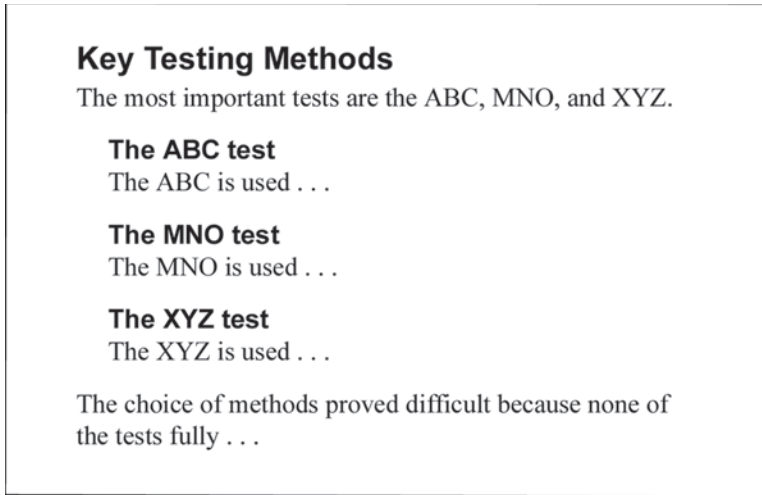 Key Testing Methods
The most important tests are the ABC, MNO, and XYZ.
The ABC test
The ABC is used . . .
The MNO test
The MNO is used . . .
The XYZ test
The XYZ is used . . .
The choice of methods proved difficult because none of
the tests fully . . .